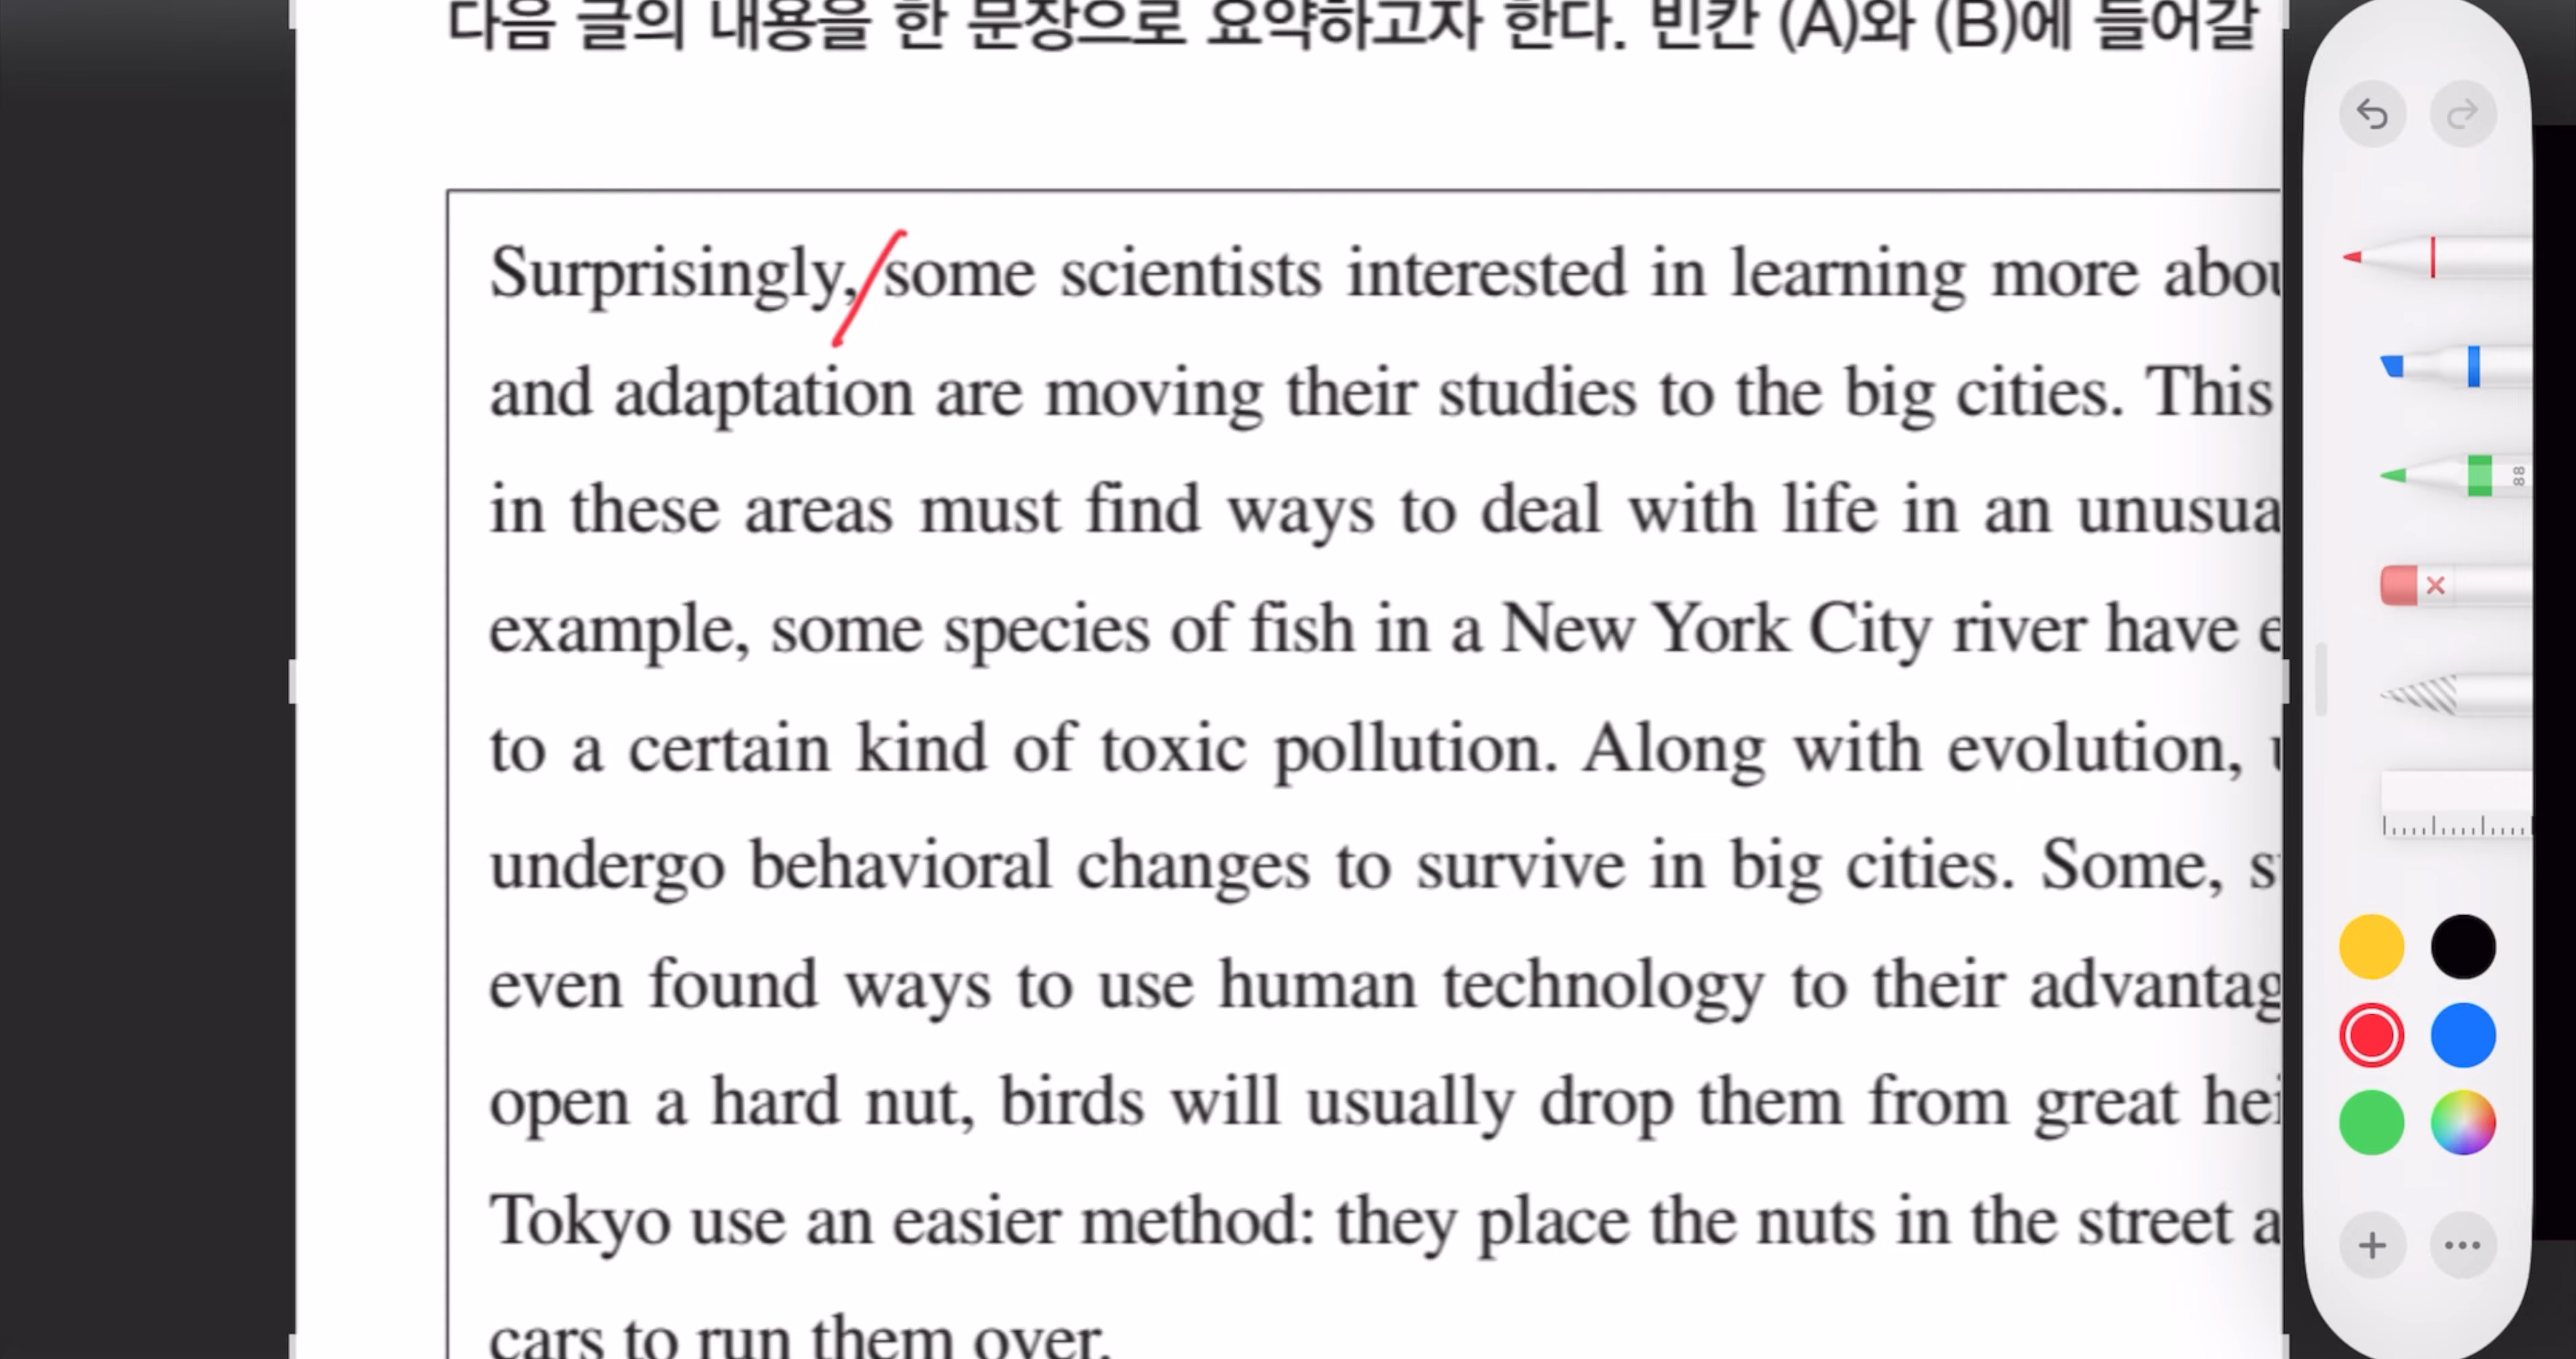 다음 글의 내용을 한 문장으로 요약하고자 한다. 빈칸 (A)와 (B)에 들어갈
Surprisingly, some scientists interested in learning more
and adaptation are moving their studies to the big cities. This
in these areas must find ways to deal with life in an
example, some species of fish in a New York City river have
to a certain kind of toxic pollution. Along with evolution,
undergo behavioral changes to survive in big cities. Some,
even found ways to use human technology to their
open a hard nut, birds will usually drop them from great
Tokyo use an easier method: they place the nuts in the street
cars to run them over.
88